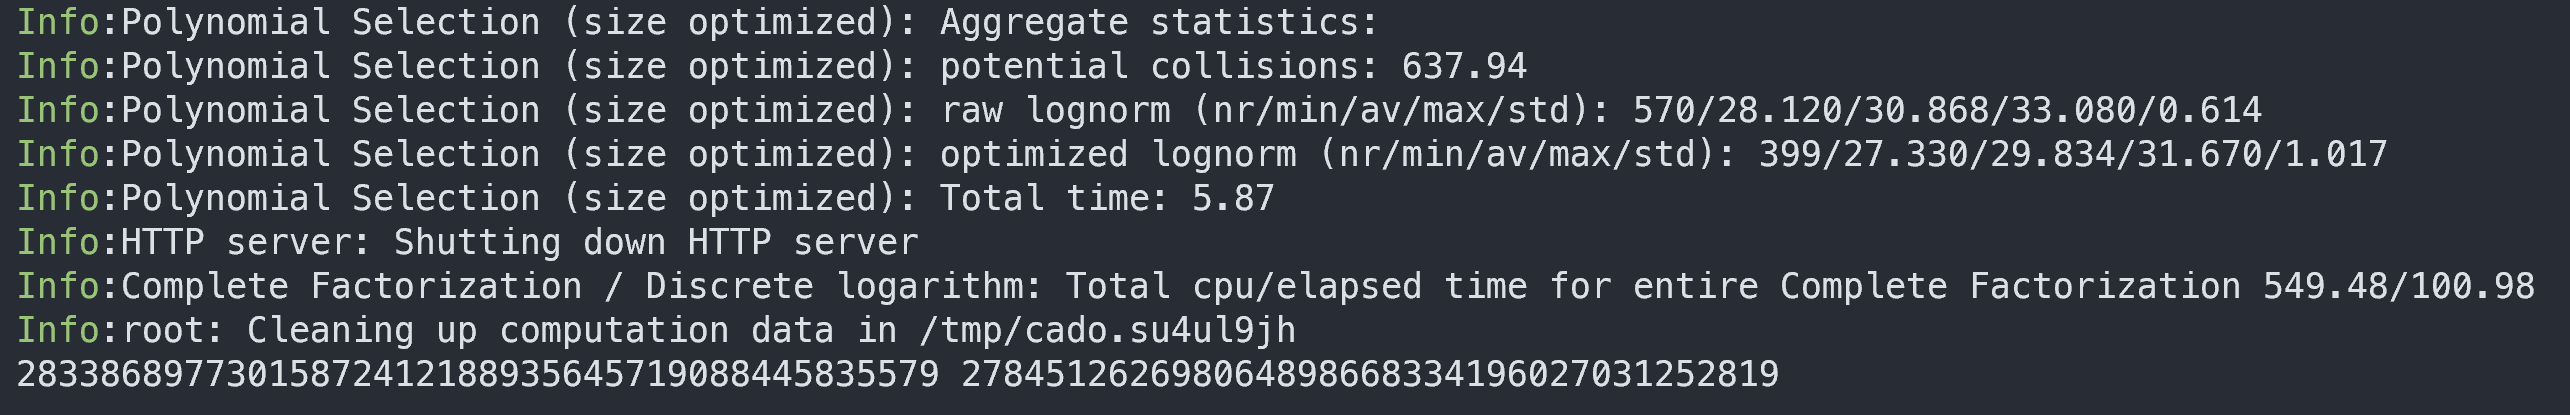 Info:Polynomial Selection (size optimized): Aggregate statistics:
Info:Polynomial Selection (size optimized): potential collisions: 637.94
Info:Polynomial Selection (size optimized): raw lognorm (nr/min/av/max/std): 570/28.120/30.868/33.080/0.614
Info:Polynomial Selection (size optimized): optimized lognorm (nr/min/av/max/std): 399/27.330/29.834/31.670/1.017
Info:Polynomial Selection (size optimized): Total time: 5.87
Info:HTTP server: Shutting down HTTP server
Info:Complete Factorization / Discrete logarithm: Total cpu/elapsed time for entire Complete Factorization 549.48/100.98
Info:root: Cleaning up computation data in /tmp/cado.su4ul9jh
28338689773015872412188935645719088445835579 278451262698064898668334196027031252819